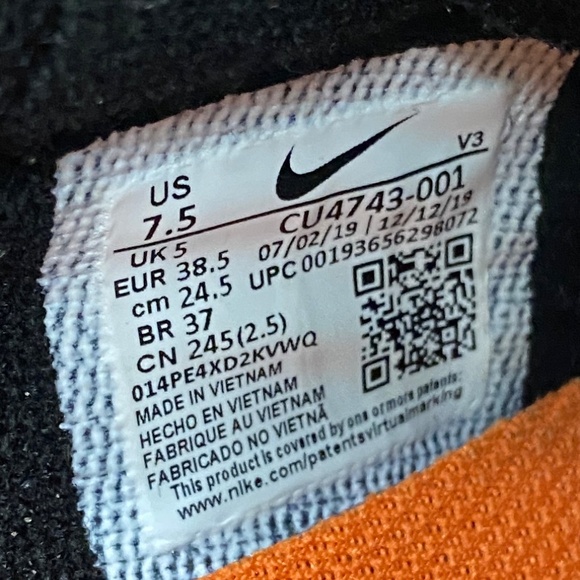 US
7.5
V3
UK 5
CU4743-001
EUR 38.5
07/02/19 | 12/12/19
cm 24.5
UPC 00193656298072
BR 37
CN 245(2.5)
014PE4XD2KVWQ
MADE IN VIETNAM
HECHO EN VIETNAM
FABRIQUE AU VIETNAM
FABRICADO NO VIETNÃ
This product is covered by one or more patents:
www.nike.com/patentsvirtualmarking